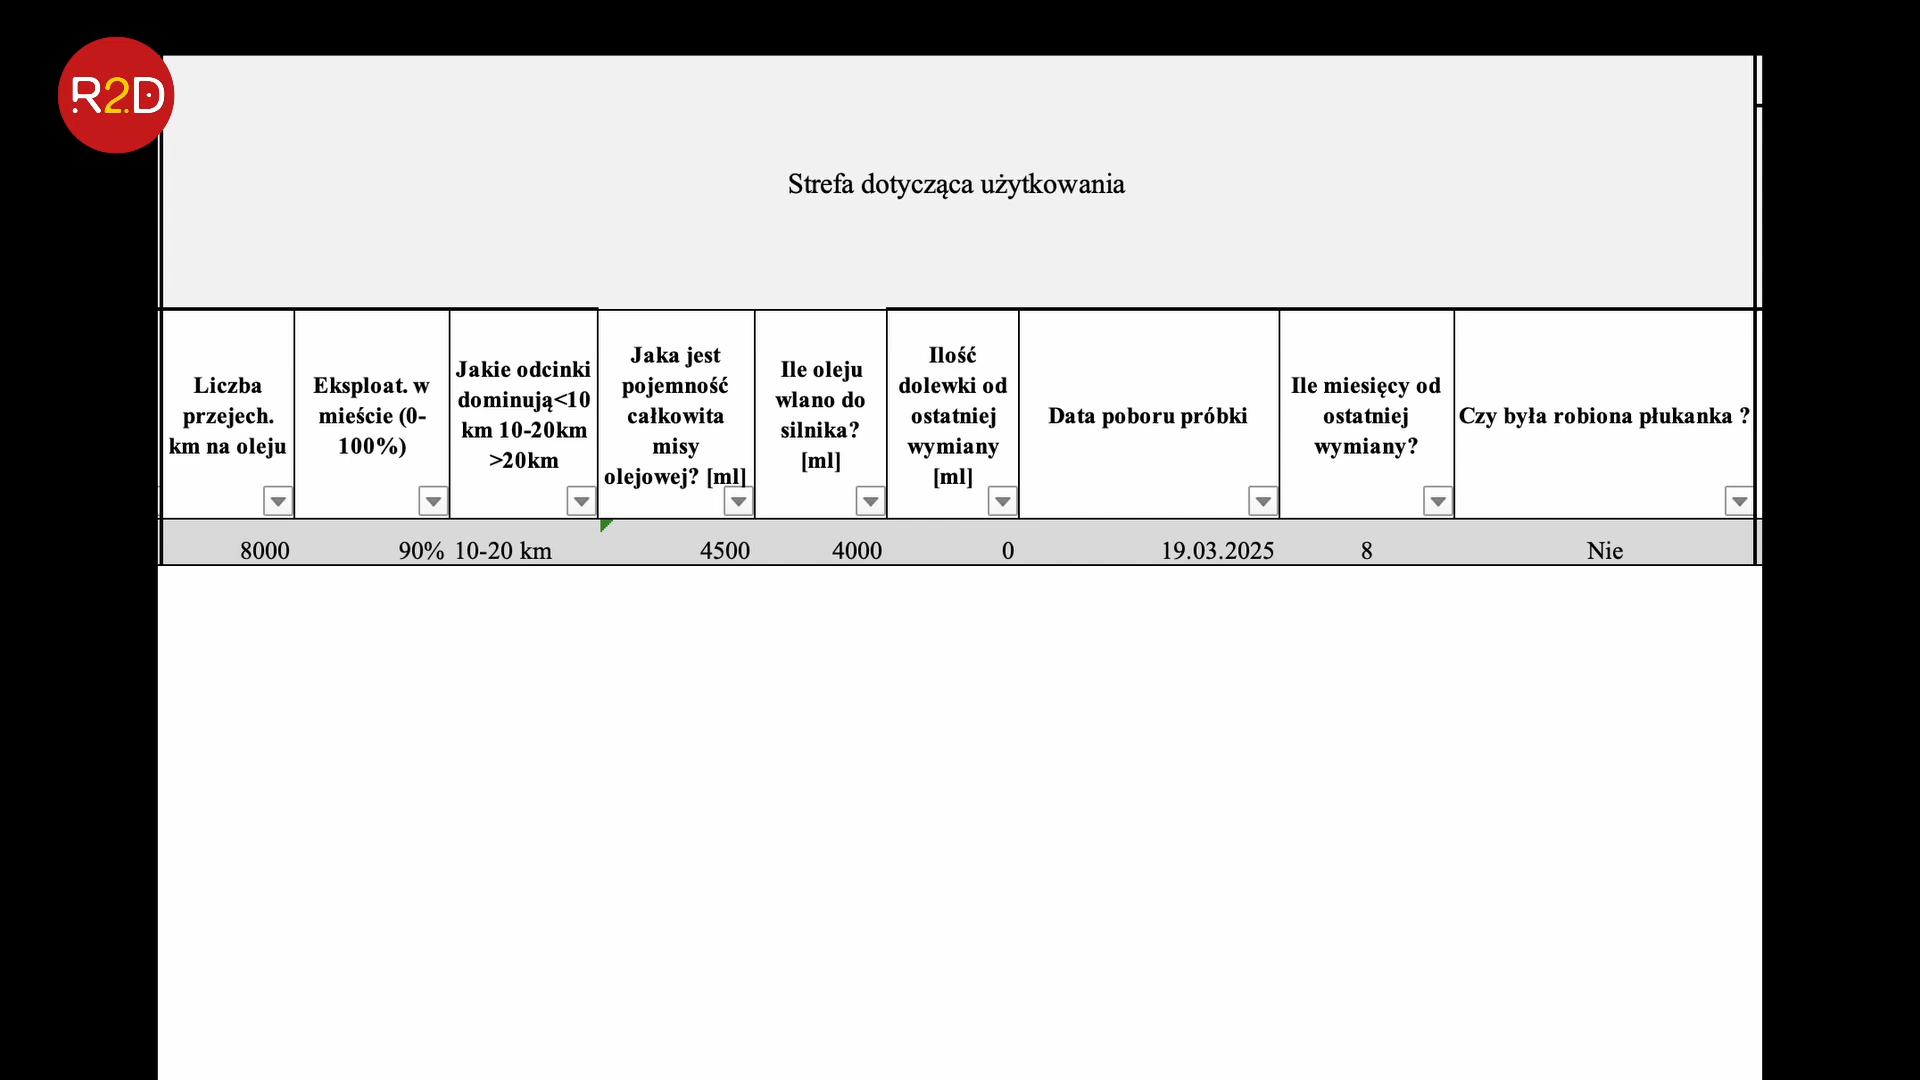 R2D
Strefa dotycząca użytkowania
Liczba
przejech.
km na oleju
Eksploat. w
mieście (0-
100%)
Jakie odcinki
dominują<10
km 10-20km
>20km
Jaka jest
pojemność
całkowita
misy
olejowej? [ml]
Ile oleju
wlano do
silnika?
[ml]
Ilość
dolewki od
ostatniej
wymiany
[ml]
Data poboru próbki
Ile miesięcy od
ostatniej
wymiany?
Czy była robiona płukanka ?
8000 90% 10-20 km 4500 4000 0 19.03.2025 8 Nie